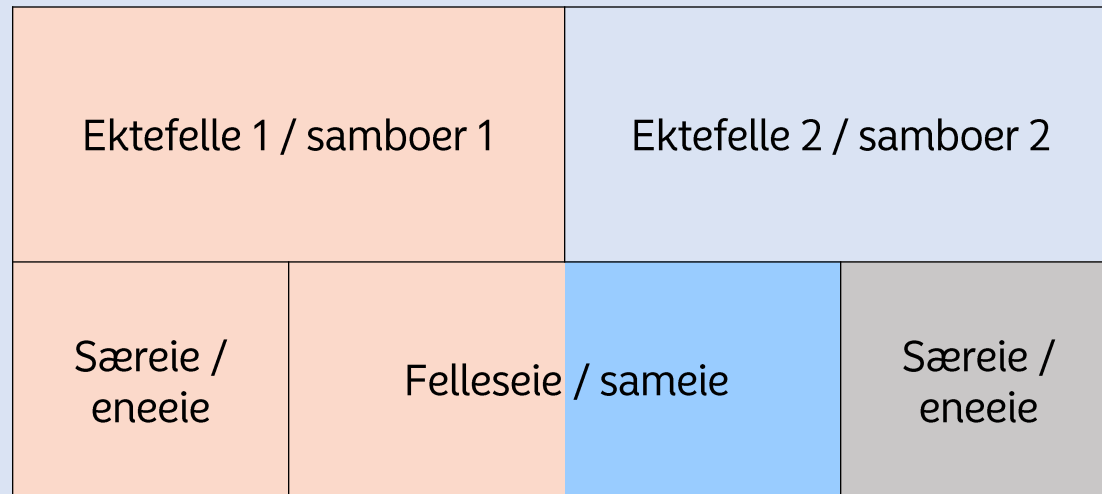 Ektefelle 1 / samboer 1
Ektefelle 2 / samboer 2
Særeie /
eneeie
Felleseie / sameie
Særeie /
eneeie